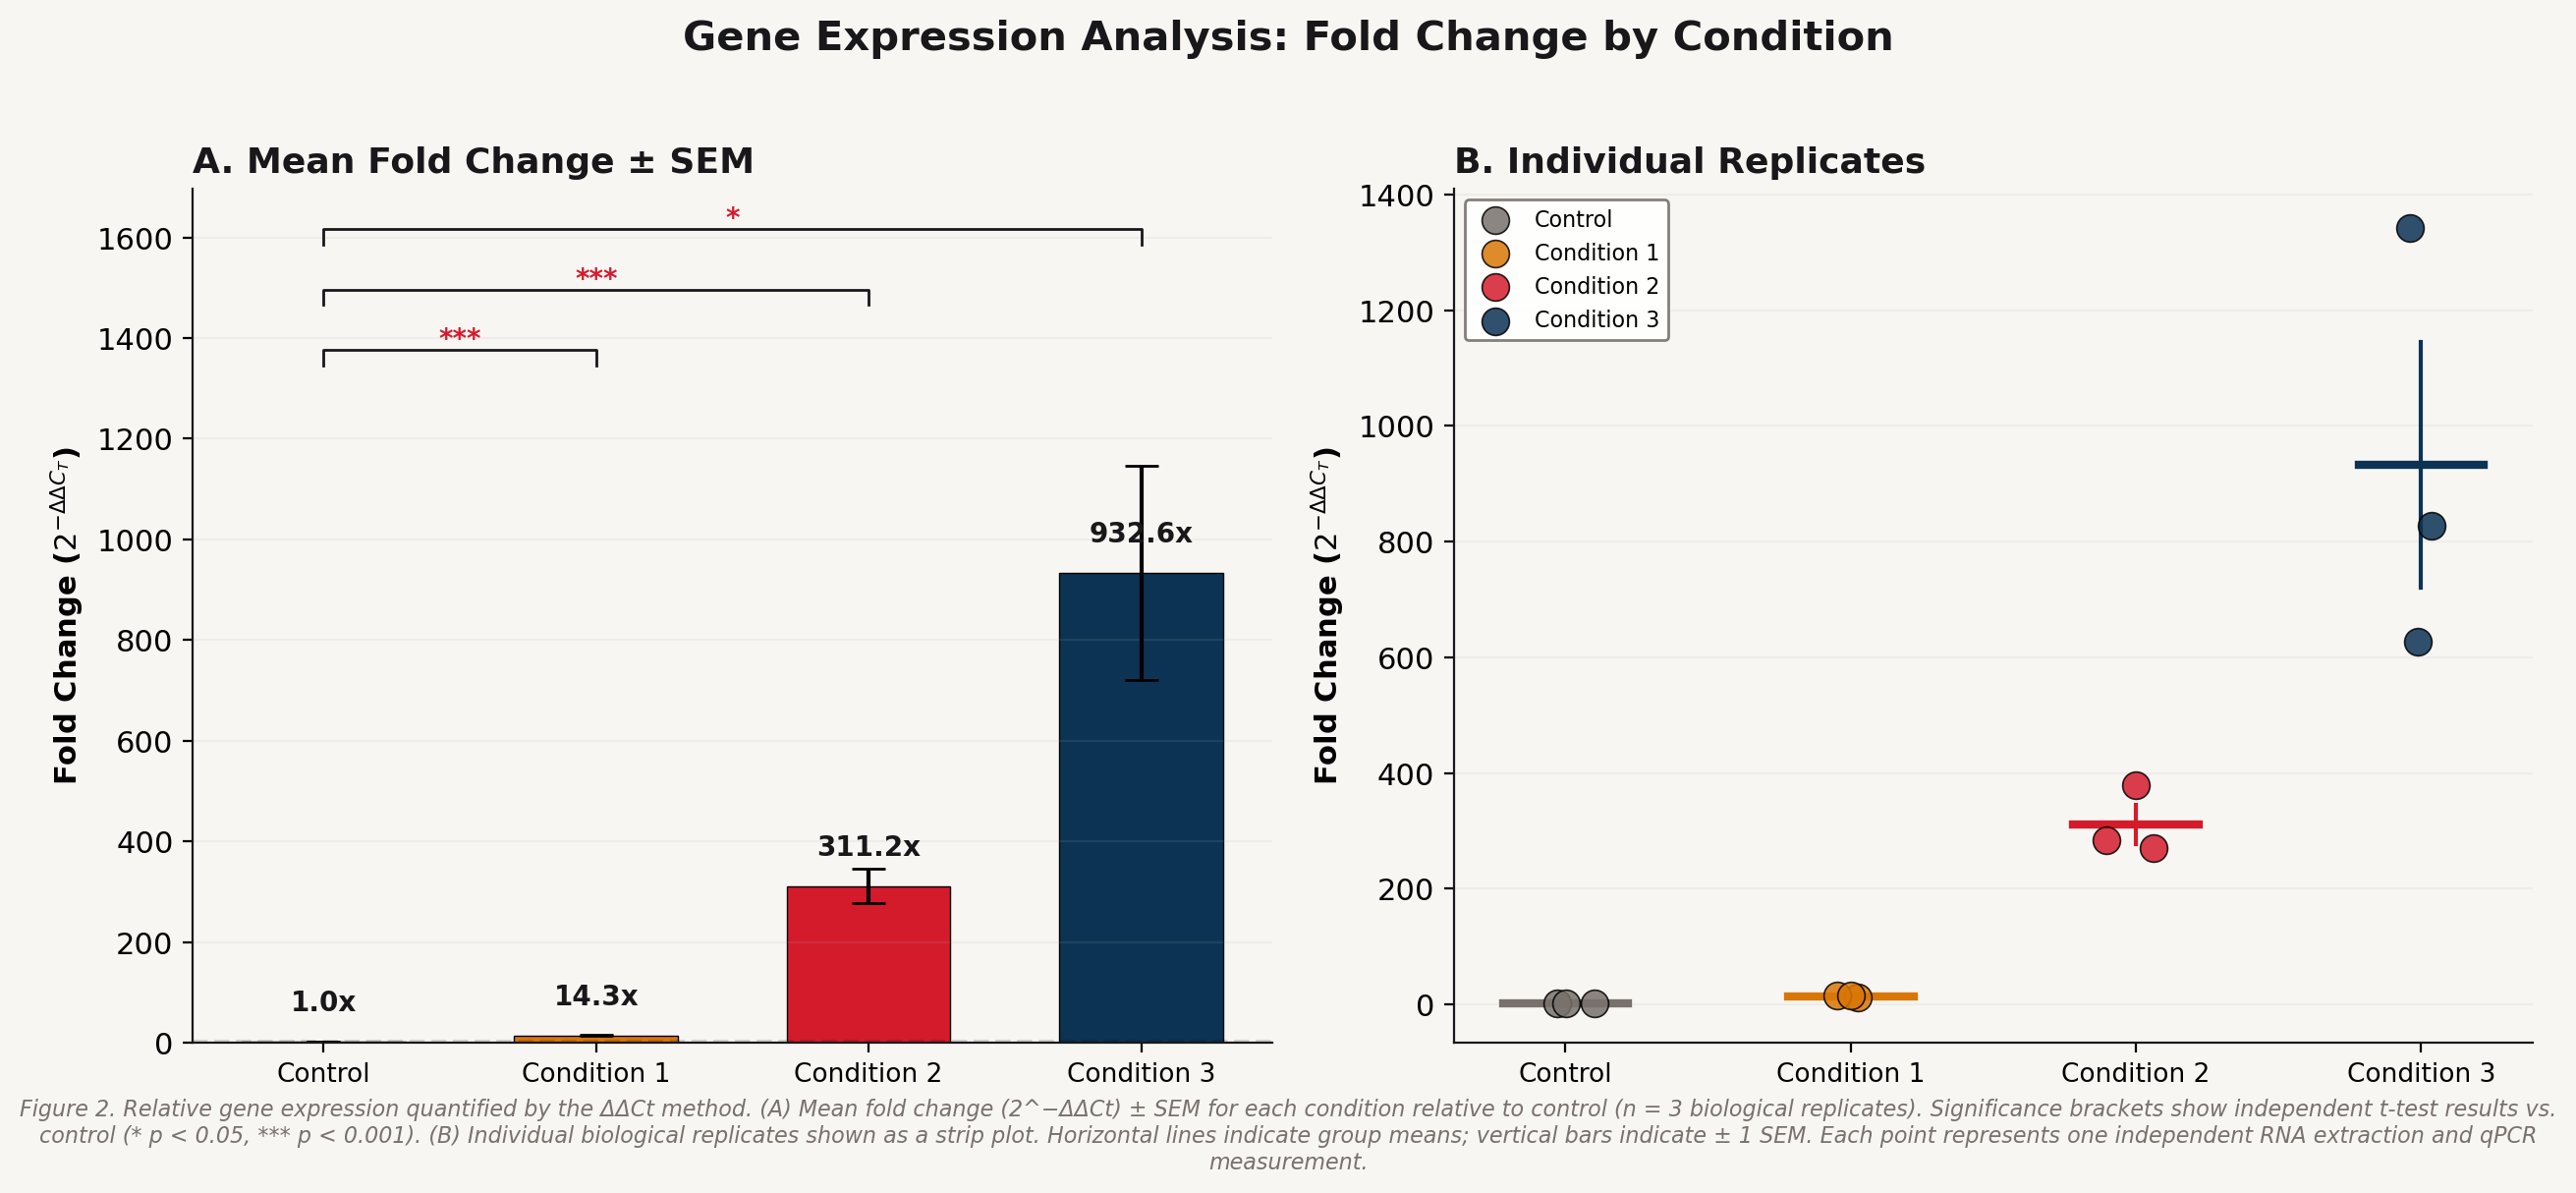 Gene Expression Analysis: Fold Change by Condition
A. Mean Fold Change ± SEM
Fold Change (2^−ΔΔC_T)
1600
1400
1200
1000
800
600
400
200
0
*
***
***
1.0x
14.3x
311.2x
932.6x
Control
Condition 1
Condition 2
Condition 3
B. Individual Replicates
Fold Change (2^−ΔΔC_T)
1400
1200
1000
800
600
400
200
0
Control
Condition 1
Condition 2
Condition 3
Control
Condition 1
Condition 2
Condition 3
Figure 2. Relative gene expression quantified by the ΔΔCt method. (A) Mean fold change (2^−ΔΔCt) ± SEM for each condition relative to control (n = 3 biological replicates). Significance brackets show independent t-test results vs.
control (* p < 0.05, *** p < 0.001). (B) Individual biological replicates shown as a strip plot. Horizontal lines indicate group means; vertical bars indicate ± 1 SEM. Each point represents one independent RNA extraction and qPCR
measurement.